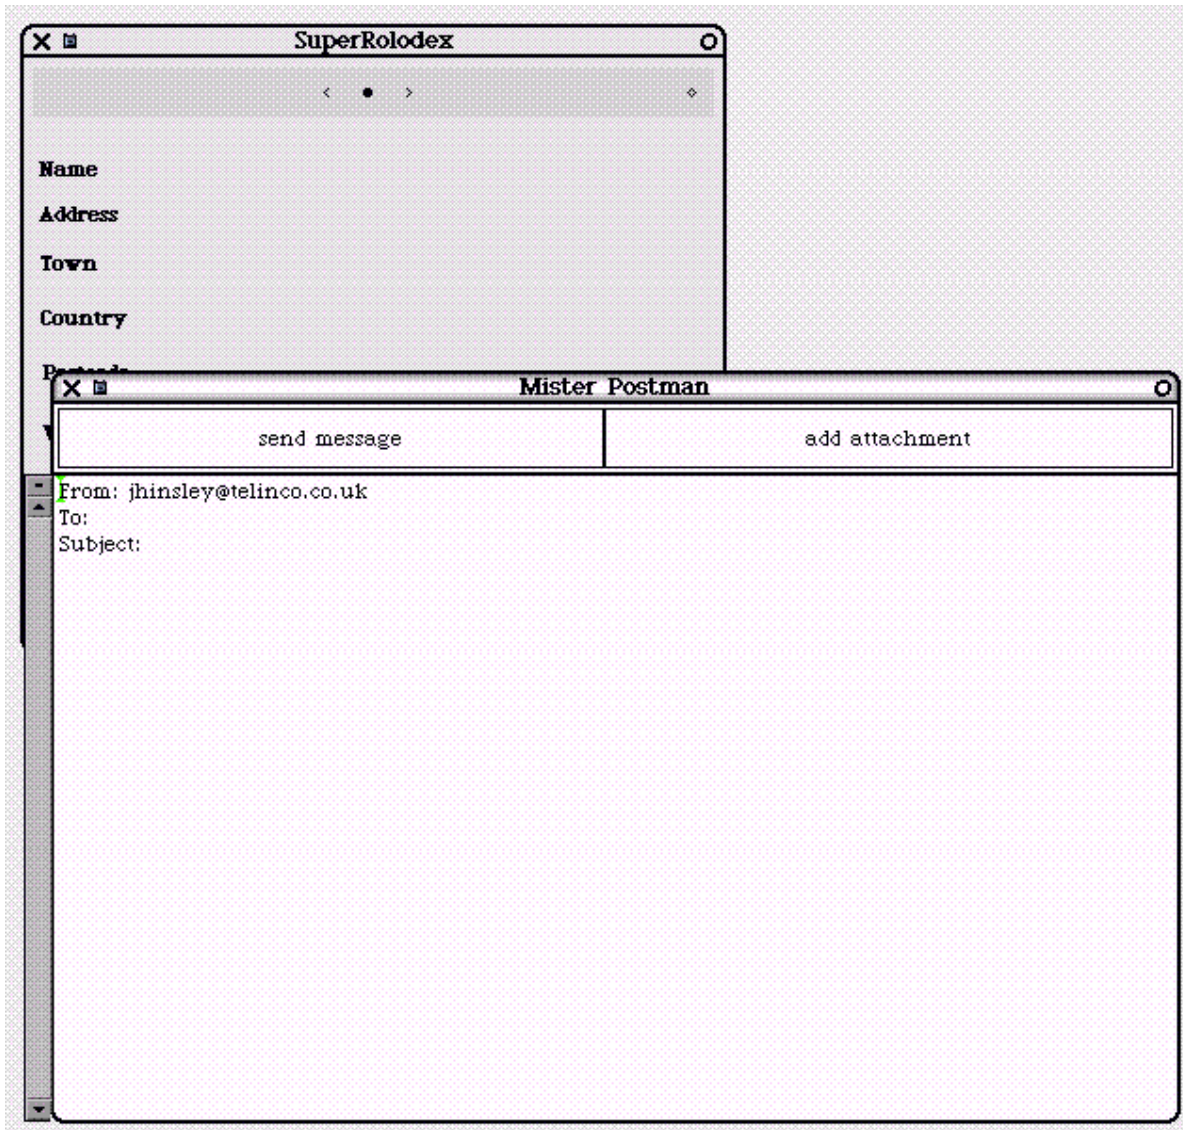 SuperRolodex
Name
Address
Town
Country
Mister Postman
send message
add attachment
From: jhinsley@telinco.co.uk
To:
Subject: